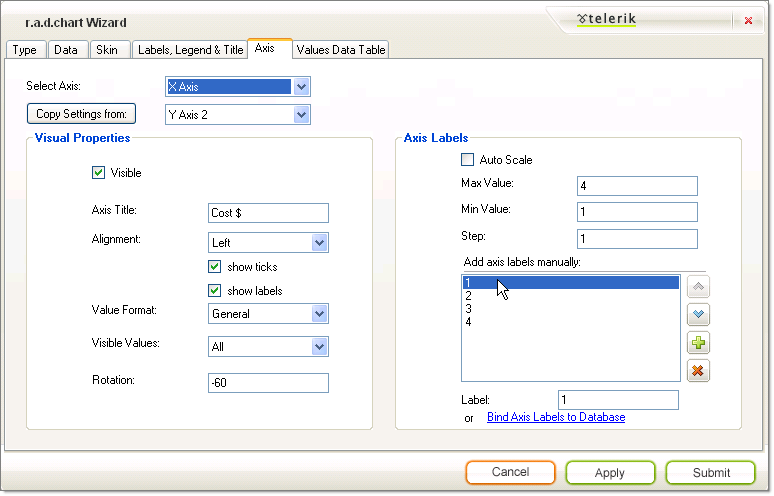 r.a.d.chart Wizard
telerik
Type Data Skin Labels, Legend & Title Axis Values Data Table
Select Axis: X Axis
Copy Settings from: Y Axis 2
Visual Properties
Visible
Axis Title: Cost $
Alignment: Left
show ticks
show labels
Value Format: General
Visible Values: All
Rotation: -60
Axis Labels
Auto Scale
Max Value: 4
Min Value: 1
Step: 1
Add axis labels manually:
1
2
3
4
Label: 1
or Bind Axis Labels to Database
Cancel Apply Submit